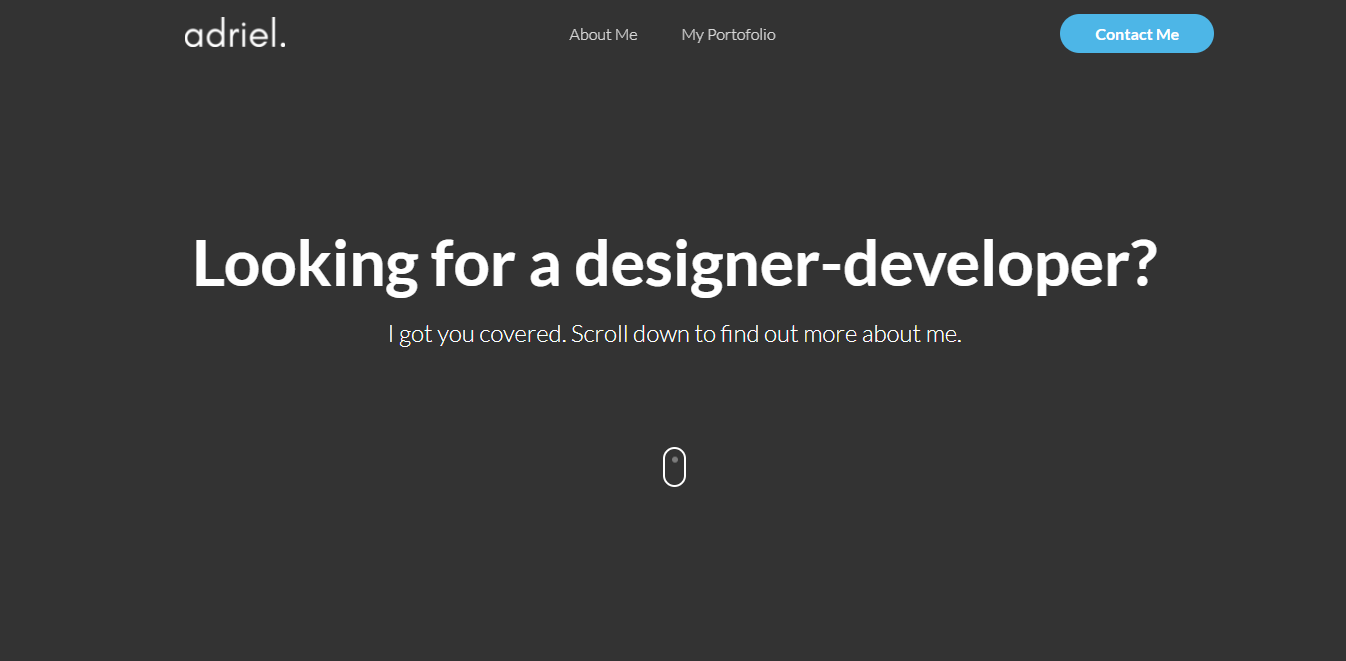 adriel.
About Me
My Portofolio
Contact Me
Looking for a designer-developer?
I got you covered. Scroll down to find out more about me.